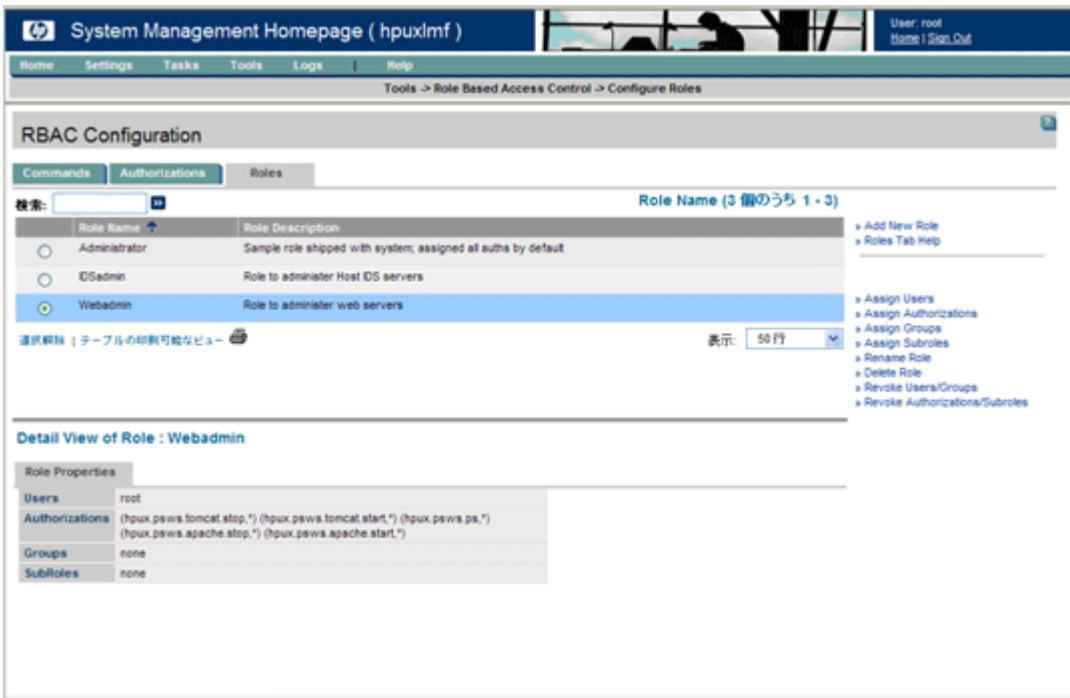 hp System Management Homepage ( hpuxlmf )
User: root
Home | Sign Out
Home Settings Tasks Tools Logs | Help
Tools -> Role Based Access Control -> Configure Roles
RBAC Configuration
?
Commands Authorizations Roles
検索:
Role Name (3 個のうち 1 - 3)
Role Name Role Description
Administrator Sample role shipped with system; assigned all auths by default
IDSadmin Role to administer Host IDS servers
Webadmin Role to administer web servers
選択解除 | テーブルの印刷可能なビュー
表示: 50 行
» Add New Role
» Roles Tab Help
» Assign Users
» Assign Authorizations
» Assign Groups
» Assign Subroles
» Rename Role
» Delete Role
» Revoke Users/Groups
» Revoke Authorizations/Subroles
Detail View of Role : Webadmin
Role Properties
Users root
Authorizations (hpux.psws.tomcat.stop,*) (hpux.psws.tomcat.start,*) (hpux.psws.ps,*)
(hpux.psws.apache.stop,*) (hpux.psws.apache.start,*)
Groups none
SubRoles none